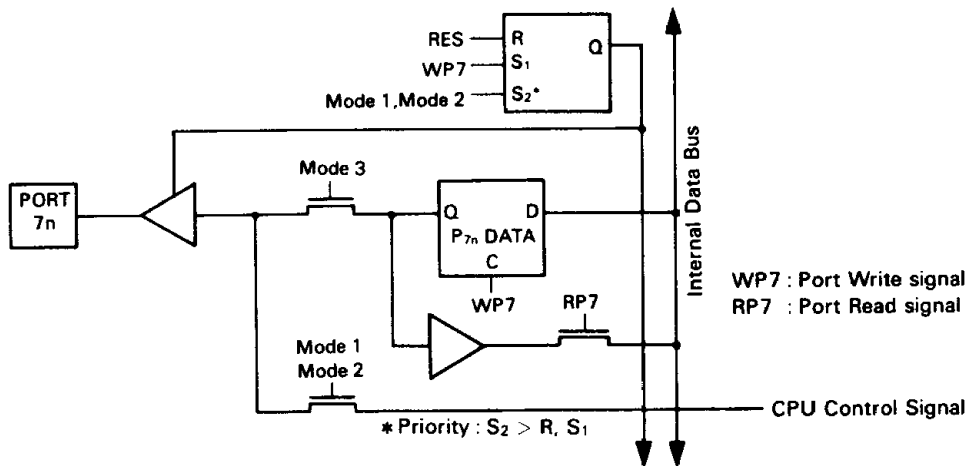 RES
R
Q
WP7
S₁
Mode 1, Mode 2
S₂*
Mode 3
PORT
7n
Q
D
P₇ₙ DATA
C
WP7
RP7
Internal Data Bus
WP7 : Port Write signal
RP7 : Port Read signal
Mode 1
Mode 2
CPU Control Signal
* Priority : S₂ > R, S₁